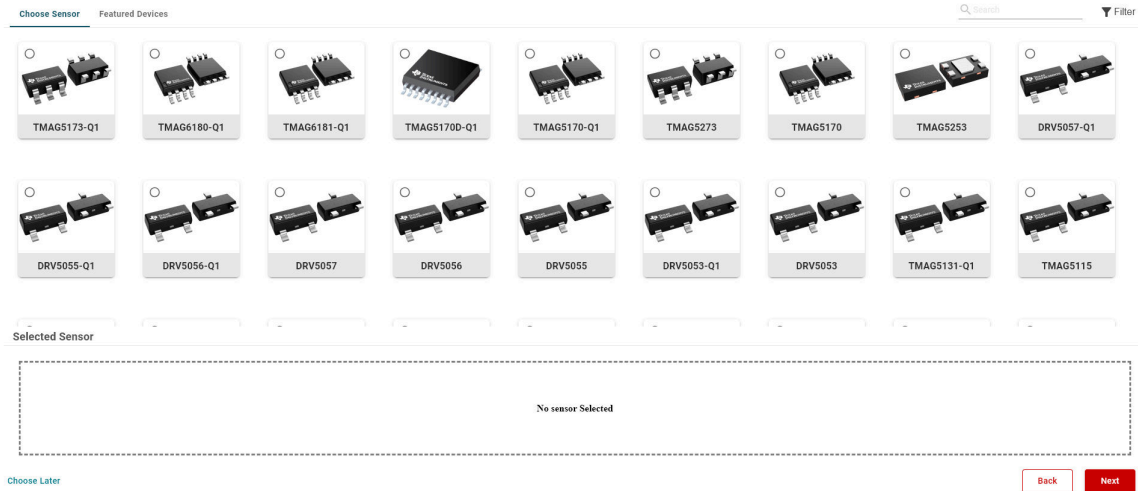 Choose Sensor Featured Devices Search Filter
TMAG5173-Q1 TMAG6180-Q1 TMAG6181-Q1 TMAG5170D-Q1 TMAG5170-Q1 TMAG5273 TMAG5170 TMAG5253 DRV5057-Q1
DRV5055-Q1 DRV5056-Q1 DRV5057 DRV5056 DRV5055 DRV5053-Q1 DRV5053 TMAG5131-Q1 TMAG5115
Selected Sensor
No sensor Selected
Choose Later Back Next